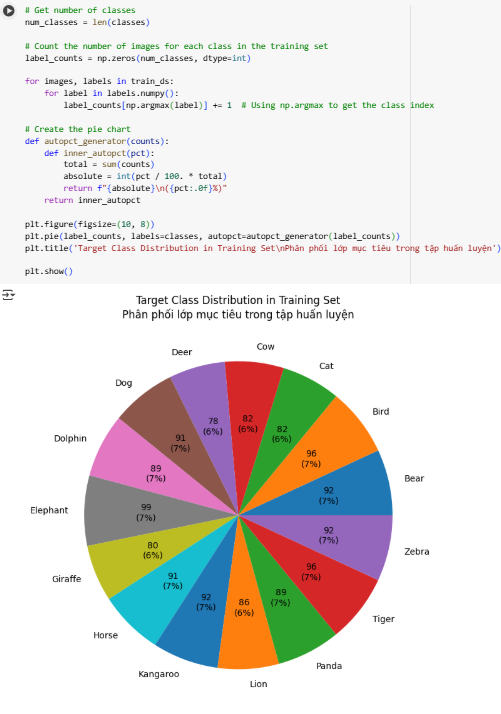 # Get number of classes
num_classes = len(classes)
# Count the number of images for each class in the training set
label_counts = np.zeros(num_classes, dtype=int)
for images, labels in train_ds:
    for label in labels.numpy():
        label_counts[np.argmax(label)] += 1  # Using np.argmax to get the class index
# Create the pie chart
def autopct_generator(counts):
    def inner_autopct(pct):
        total = sum(counts)
        absolute = int(pct / 100. * total)
        return f"{absolute}\n({pct:.0f}%)"
    return inner_autopct
plt.figure(figsize=(10, 8))
plt.pie(label_counts, labels=classes, autopct=autopct_generator(label_counts))
plt.title('Target Class Distribution in Training Set\nPhân phối lớp mục tiêu trong tập huấn luyện')
plt.show()
Target Class Distribution in Training Set
Phân phối lớp mục tiêu trong tập huấn luyện
Bear
92
(7%)
Bird
96
(7%)
Cat
82
(6%)
Cow
82
(6%)
Deer
78
(6%)
Dog
91
(7%)
Dolphin
89
(7%)
Elephant
99
(7%)
Giraffe
80
(6%)
Horse
91
(7%)
Kangaroo
92
(7%)
Lion
86
(6%)
Panda
89
(7%)
Tiger
96
(7%)
Zebra
92
(7%)